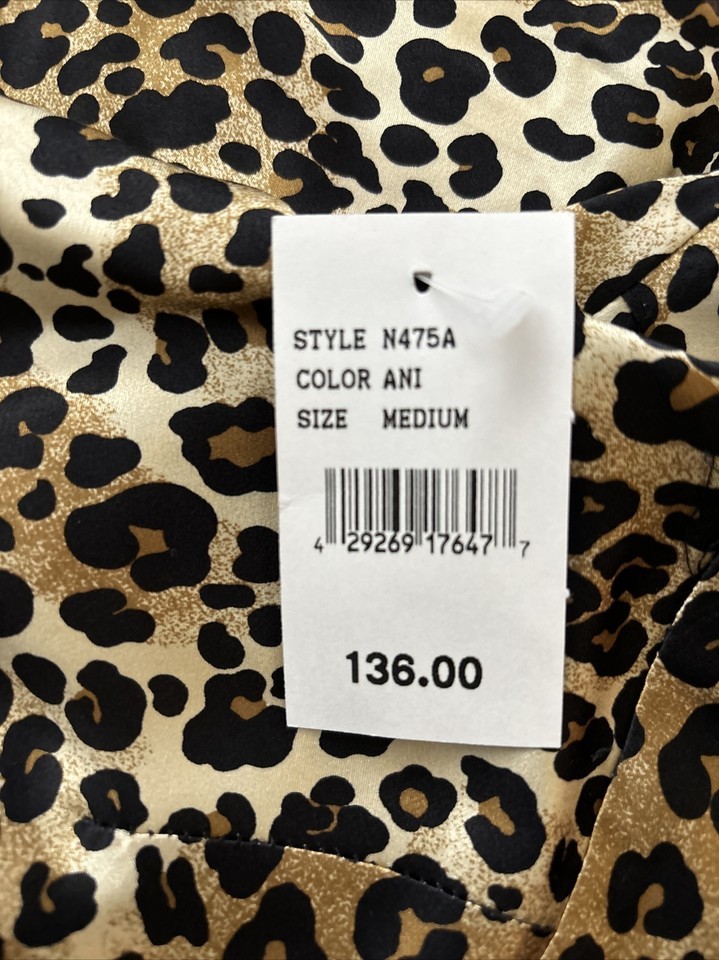 STYLE N475A
COLOR ANI
SIZE MEDIUM
4 29269 17647 7
136.00